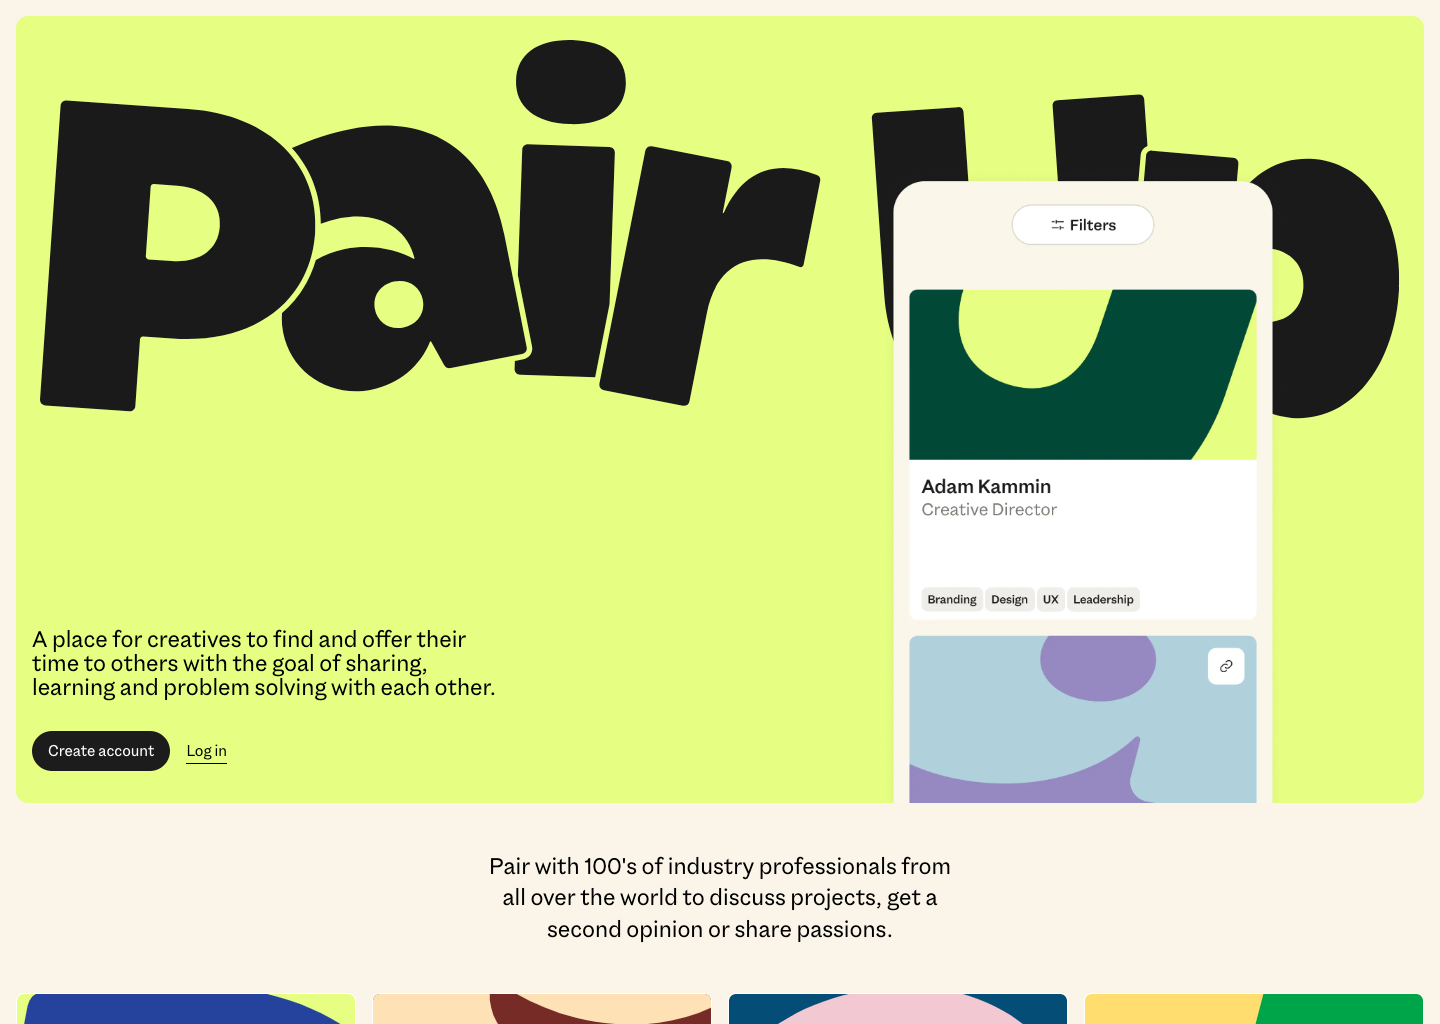 Pair Up
Filters
Adam Kammin
Creative Director
Branding Design UX Leadership
A place for creatives to find and offer their
time to others with the goal of sharing,
learning and problem solving with each other.
Create account Log in
Pair with 100's of industry professionals from
all over the world to discuss projects, get a
second opinion or share passions.